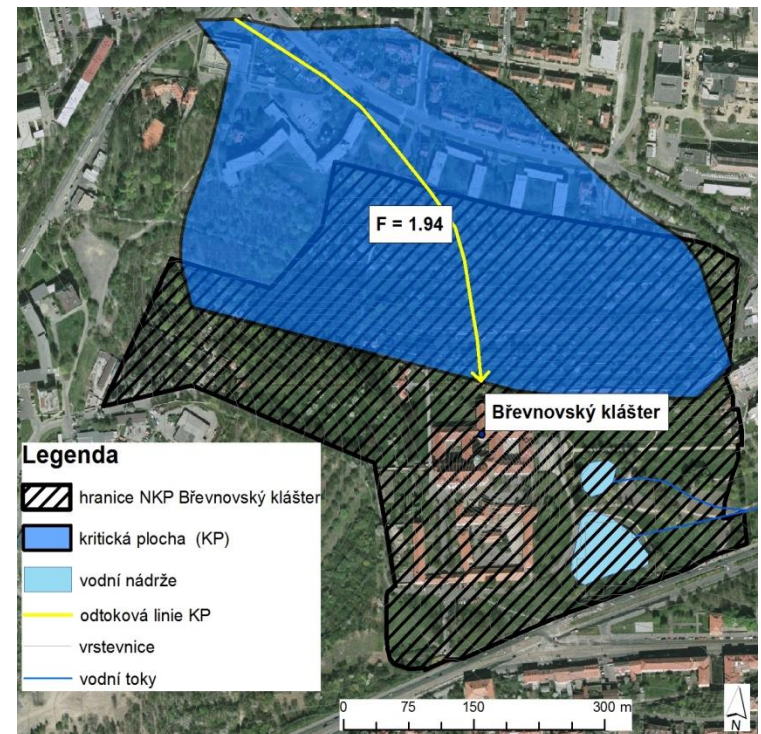 F = 1.94
Břevnovský klášter
Legenda
hranice NKP Břevnovský klášter
kritická plocha (KP)
vodní nádrže
odtoková linie KP
vrstevnice
vodní toky
0 75 150 300 m
N